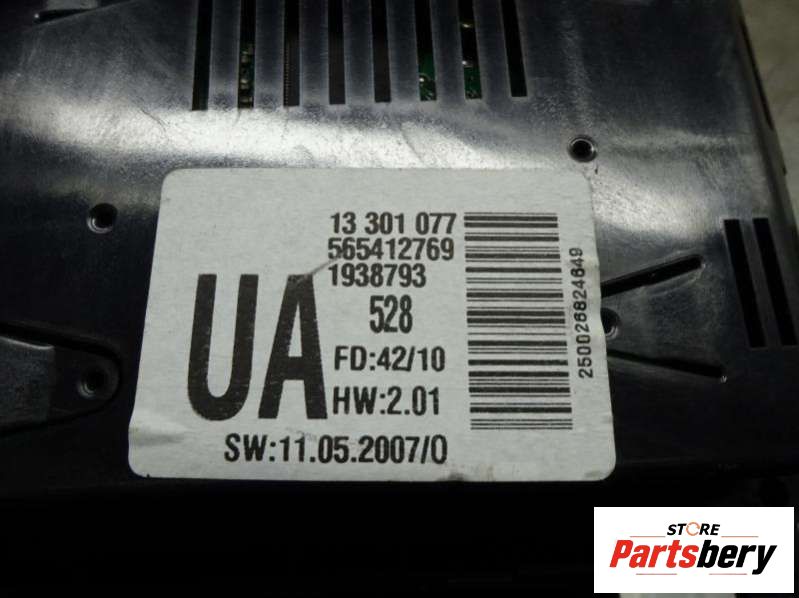 13 301 077
565412769
1938793
UA
528
FD:42/10
HW:2.01
SW:11.05.2007/0
250026824649
STORE
Partsbery